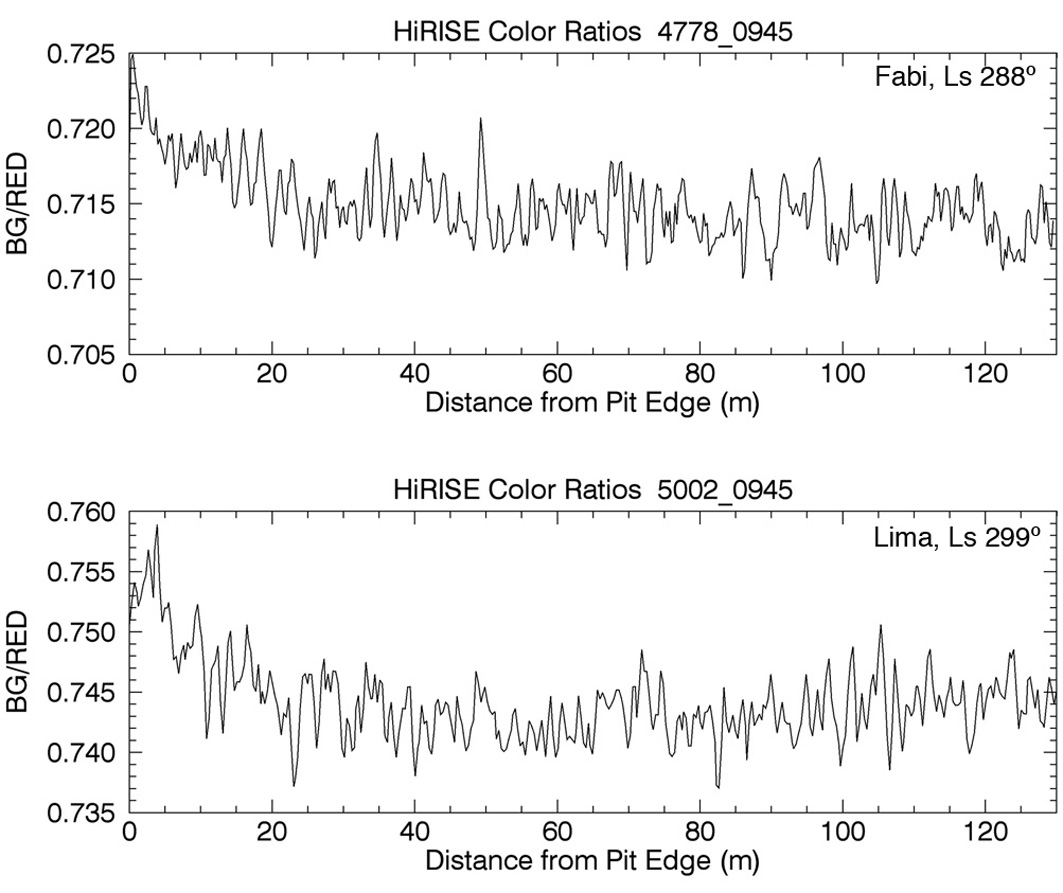 HiRISE Color Ratios 4778_0945
0.725
Fabi, Ls 288º
0.720
0.715
0.710
0.705
BG/RED
0 20 40 60 80 100 120
Distance from Pit Edge (m)
HiRISE Color Ratios 5002_0945
0.760
Lima, Ls 299º
0.755
0.750
0.745
0.740
0.735
BG/RED
0 20 40 60 80 100 120
Distance from Pit Edge (m)